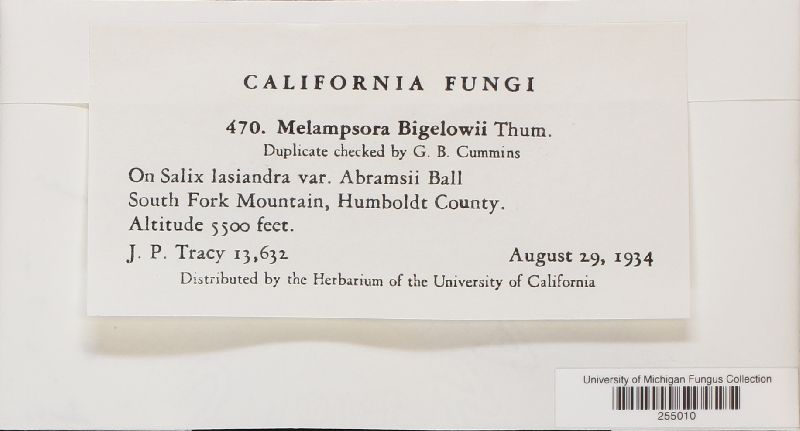 CALIFORNIA FUNGI
470. Melampsora Bigelowii Thum.
Duplicate checked by G. B. Cummins
On Salix lasiandra var. Abramsii Ball
South Fork Mountain, Humboldt County.
Altitude 5500 feet.
J. P. Tracy 13,632 August 29, 1934
Distributed by the Herbarium of the University of California
University of Michigan Fungus Collection
255010